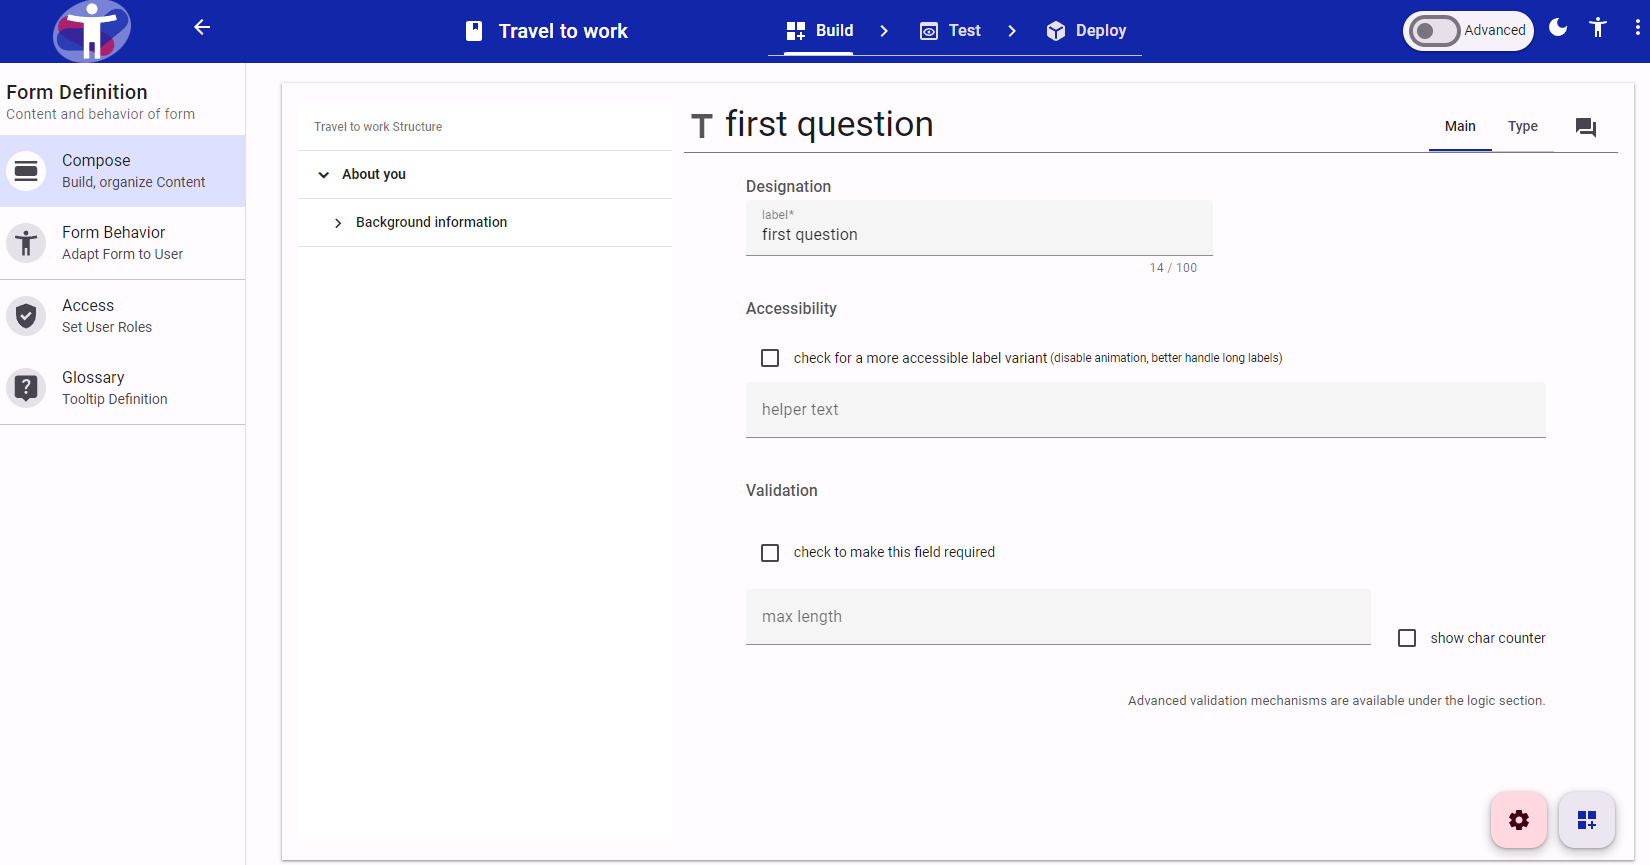 Travel to work
Build
Test
Deploy
Advanced
Form Definition
Content and behavior of form
Compose
Build, organize Content
Form Behavior
Adapt Form to User
Access
Set User Roles
Glossary
Tooltip Definition
Travel to work Structure
About you
Background information
first question
Main
Type
Designation
label*
first question
14 / 100
Accessibility
check for a more accessible label variant (disable animation, better handle long labels)
helper text
Validation
check to make this field required
max length
show char counter
Advanced validation mechanisms are available under the logic section.